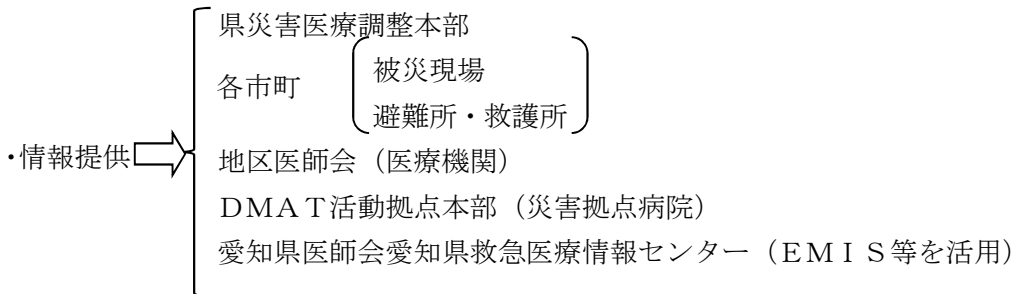 県災害医療調整本部
各市町
被災現場
避難所・救護所
・情報提供
地区医師会（医療機関）
ＤＭＡＴ活動拠点本部（災害拠点病院）
愛知県医師会愛知県救急医療情報センター（ＥＭＩＳ等を活用）